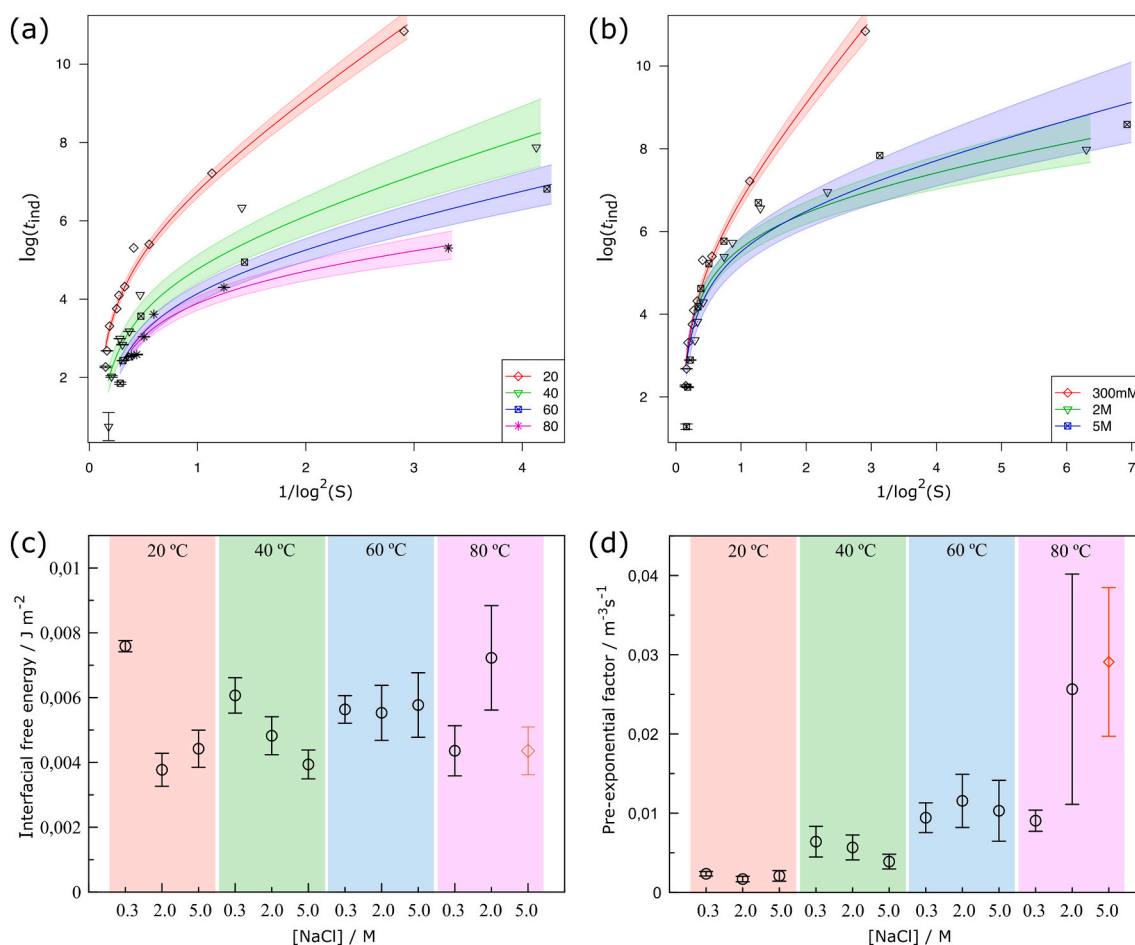 (a)
log(tind)
10
8
6
4
2
0 1 2 3 4
1/log2(S)
20
40
60
80
(b)
log(tind)
10
8
6
4
2
0 1 2 3 4 5 6 7
1/log2(S)
300mM
2M
5M
(c)
20 ºC 40 ºC 60 ºC 80 ºC
Interfacial free energy / J m-2
0,01
0,008
0,006
0,004
0,002
0
0.3 2.0 5.0 0.3 2.0 5.0 0.3 2.0 5.0 0.3 2.0 5.0
[NaCl] / M
(d)
20 ºC 40 ºC 60 ºC 80 ºC
Pre-exponential factor / m-3s-1
0,04
0,03
0,02
0,01
0
0.3 2.0 5.0 0.3 2.0 5.0 0.3 2.0 5.0 0.3 2.0 5.0
[NaCl] / M